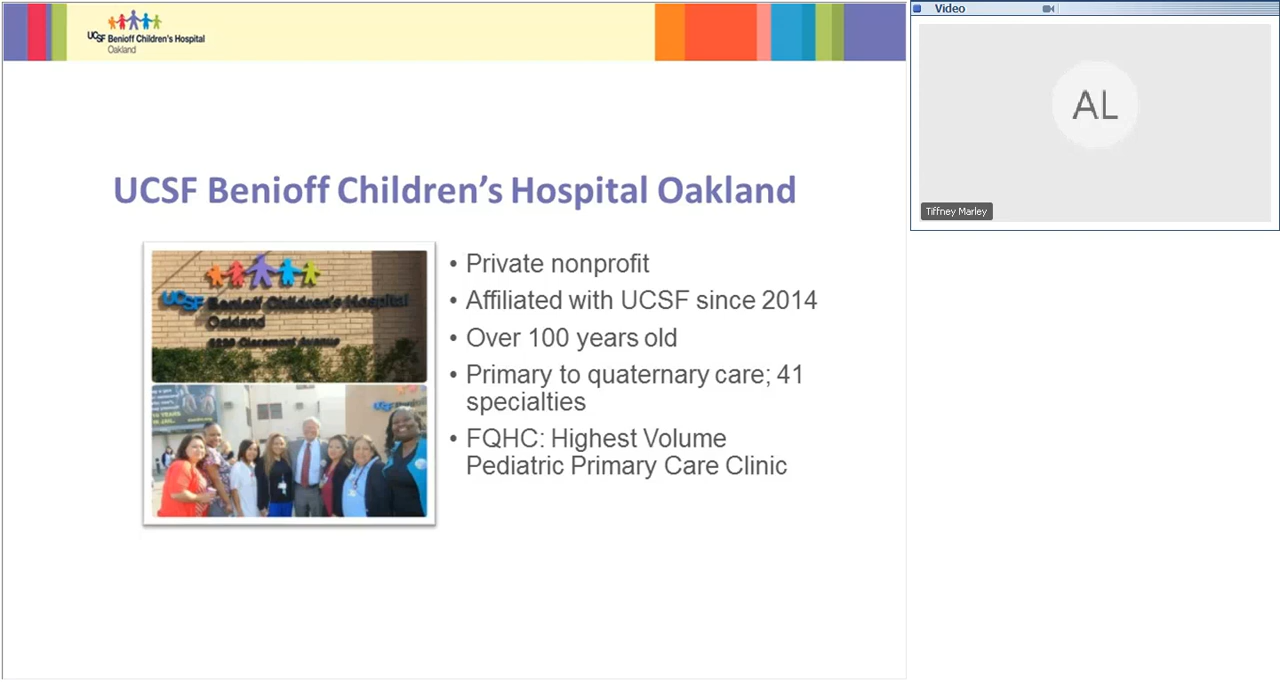 UCSF Benioff Children's Hospital
Oakland
Video
AL
Tiffney Marley
UCSF Benioff Children's Hospital Oakland
UCSF Benioff Children's Hospital
Oakland
Claremont Avenue
• Private nonprofit
• Affiliated with UCSF since 2014
• Over 100 years old
• Primary to quaternary care; 41
specialties
• FQHC: Highest Volume
Pediatric Primary Care Clinic